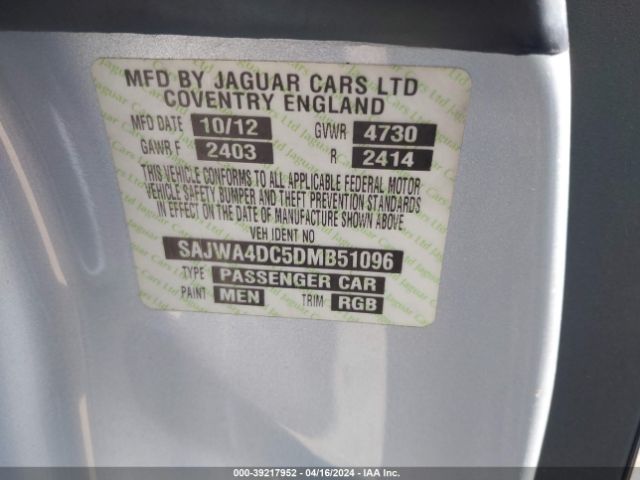 MFD BY JAGUAR CARS LTD
COVENTRY ENGLAND
MFD DATE 10/12 GVWR 4730
GAWR F 2403 R 2414
THIS VEHICLE CONFORMS TO ALL APPLICABLE FEDERAL MOTOR
VEHICLE SAFETY, BUMPER AND THEFT PREVENTION STANDARDS
IN EFFECT ON THE DATE OF MANUFACTURE SHOWN ABOVE.
VEH IDENT NO
SAJWA4DC5DMB51096
TYPE PASSENGER CAR
PAINT MEN TRIM RGB
000-39217952 - 04/16/2024 - IAA Inc.